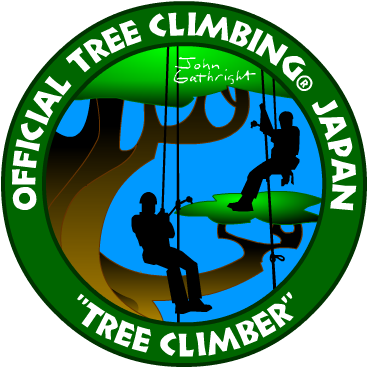 OFFICIAL TREE CLIMBING® JAPAN
John
Gathright
"TREE CLIMBER"